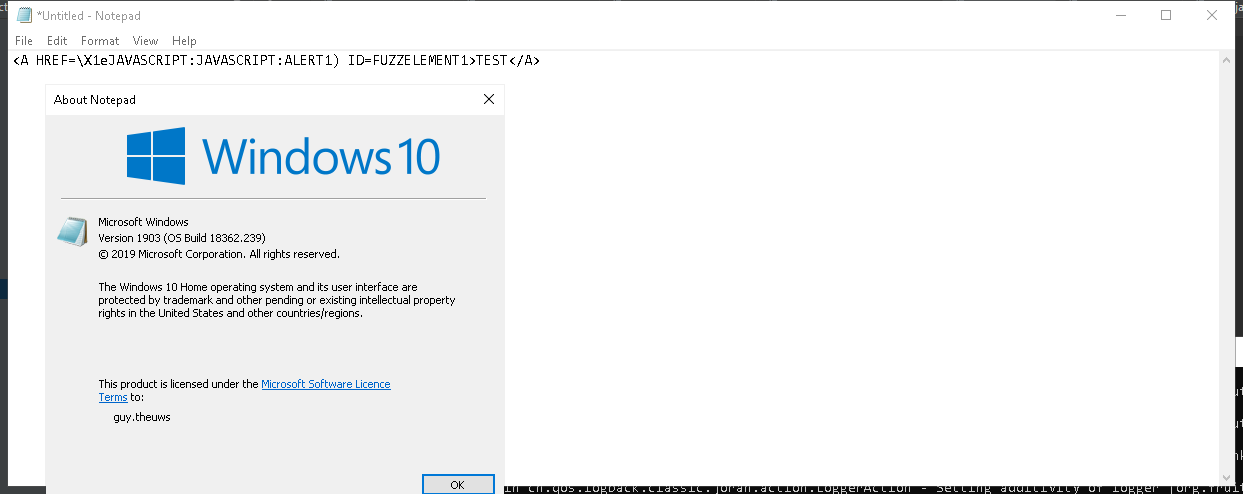 *Untitled - Notepad
File Edit Format View Help
<A HREF=\X1eJAVASCRIPT:JAVASCRIPT:ALERT1) ID=FUZZELEMENT1>TEST</A>
About Notepad
Windows 10
Microsoft Windows
Version 1903 (OS Build 18362.239)
© 2019 Microsoft Corporation. All rights reserved.
The Windows 10 Home operating system and its user interface are
protected by trademark and other pending or existing intellectual property
rights in the United States and other countries/regions.
This product is licensed under the Microsoft Software Licence
Terms to:
guy.theuws
OK
in ch.qos.logback.classic.joran.action.LoggerAction - Setting additivity of logger